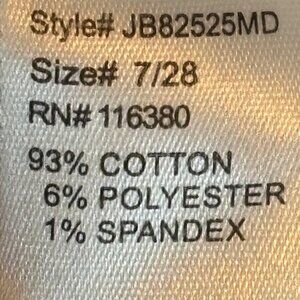 Style# JB82525MD
Size# 7/28
RN# 116380
93% COTTON
6% POLYESTER
1% SPANDEX